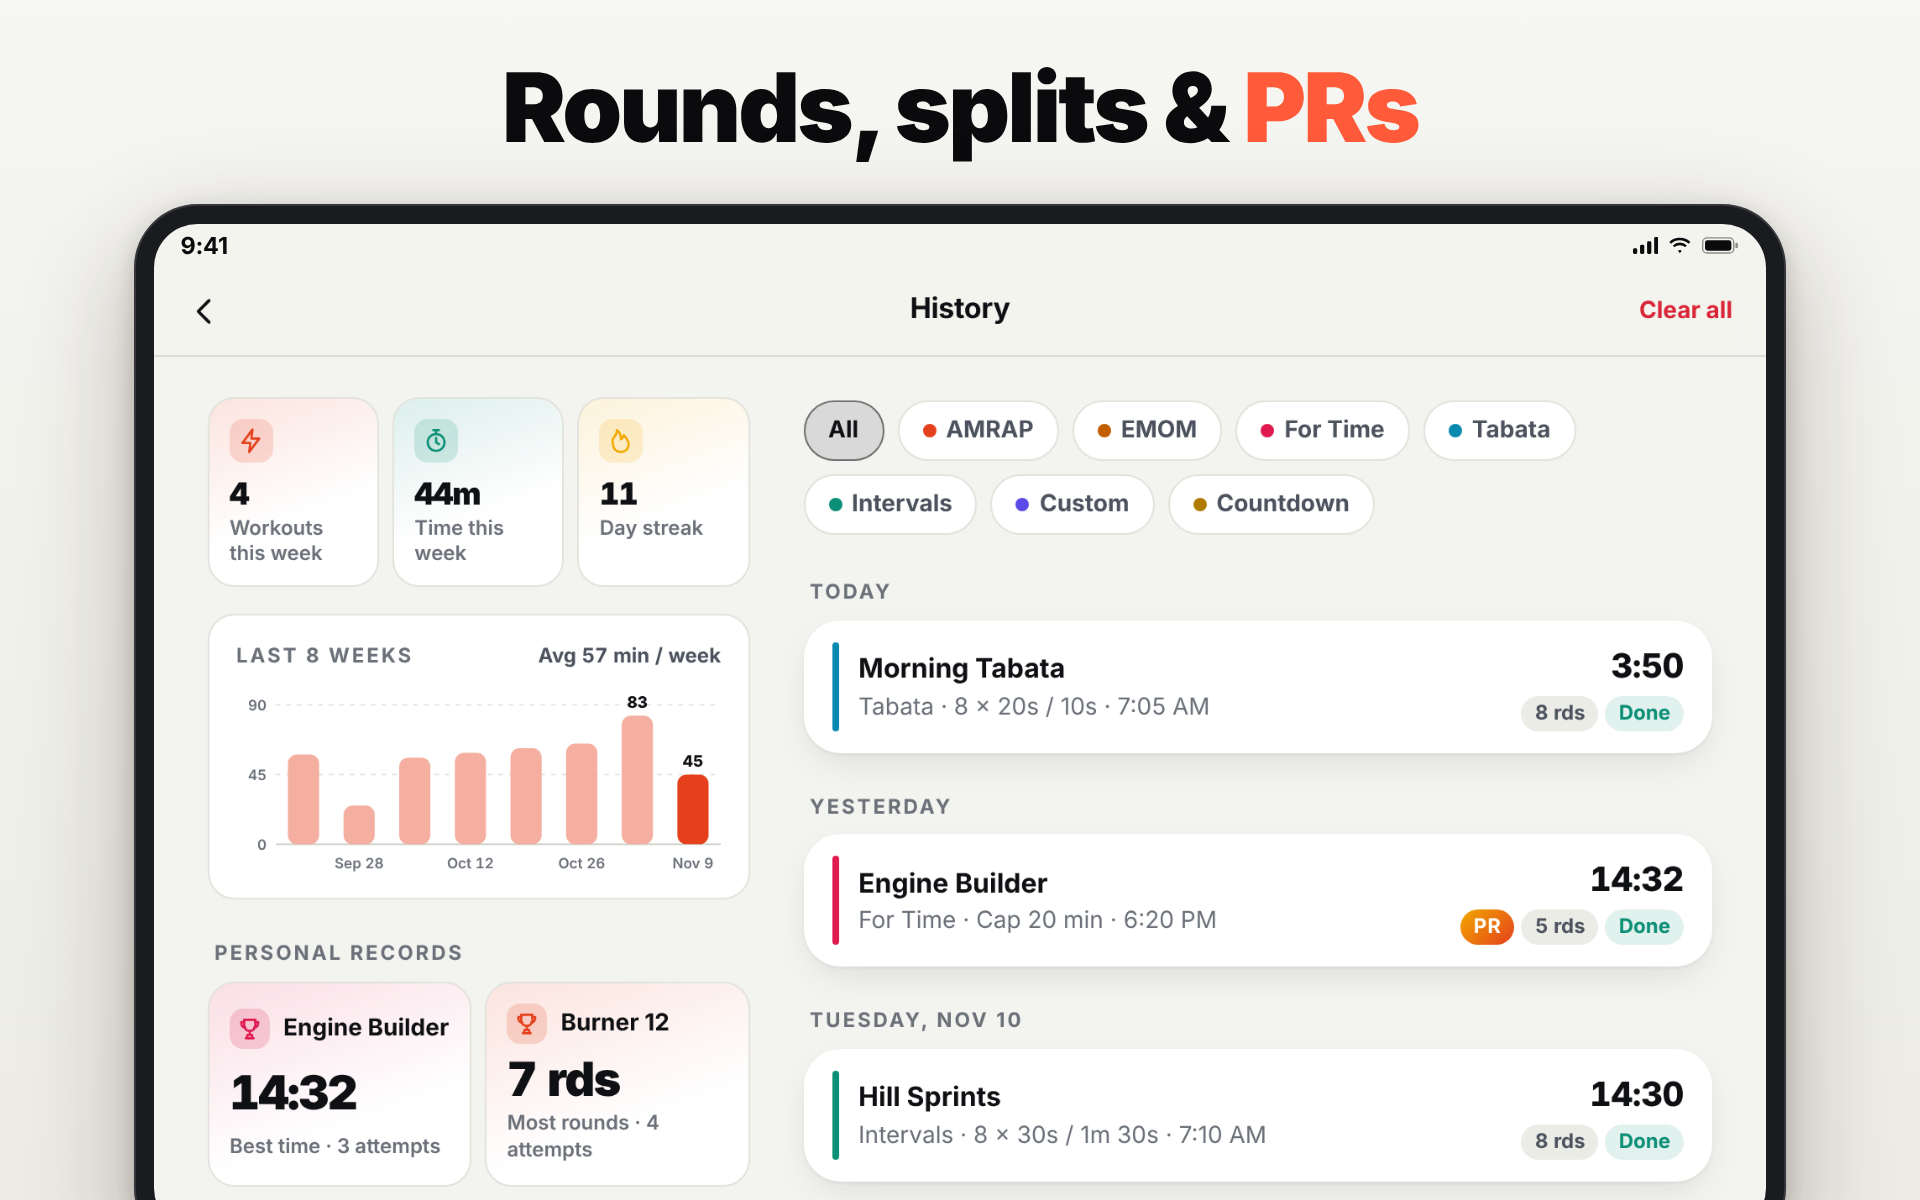 Rounds, splits & PRs
9:41
History
Clear all
4
Workouts
this week
44m
Time this
week
11
Day streak
LAST 8 WEEKS
Avg 57 min / week
90
45
0
83
45
Sep 28
Oct 12
Oct 26
Nov 9
PERSONAL RECORDS
Engine Builder
14:32
Best time · 3 attempts
Burner 12
7 rds
Most rounds · 4
attempts
All
AMRAP
EMOM
For Time
Tabata
Intervals
Custom
Countdown
TODAY
Morning Tabata
Tabata · 8 × 20s / 10s · 7:05 AM
3:50
8 rds
Done
YESTERDAY
Engine Builder
For Time · Cap 20 min · 6:20 PM
14:32
PR
5 rds
Done
TUESDAY, NOV 10
Hill Sprints
Intervals · 8 × 30s / 1m 30s · 7:10 AM
14:30
8 rds
Done